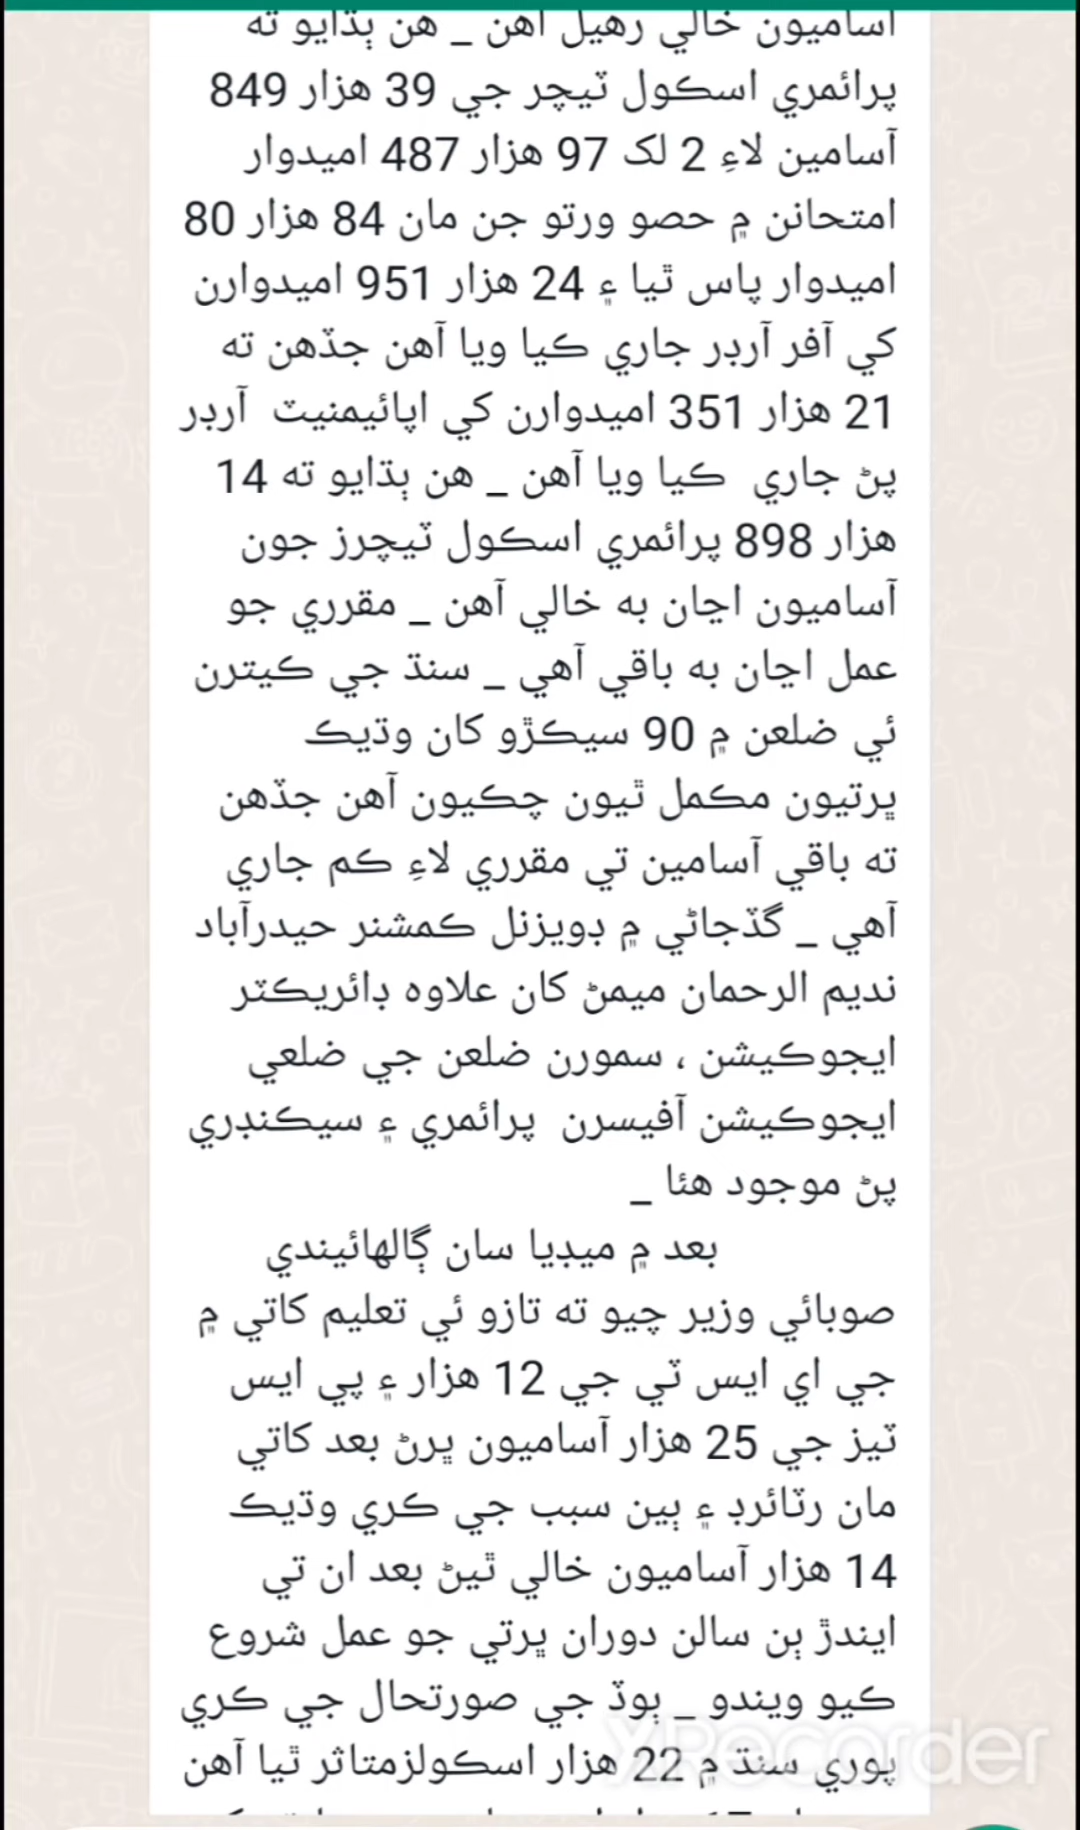 آساميون خالي رهيل آهن _ هن ٻڌايو ته
پرائمري اسڪول ٽيچر جي 39 هزار 849
آسامين لاءِ 2 لک 97 هزار 487 اميدوار
امتحانن ۾ حصو ورتو جن مان 84 هزار 80
اميدوار پاس ٿيا ۽ 24 هزار 951 اميدوارن
کي آفر آرڊر جاري ڪيا ويا آهن جڏهن ته
21 هزار 351 اميدوارن کي اپائيمنيٽ  آرڊر
پڻ جاري  ڪيا ويا آهن _ هن ٻڌايو ته 14
هزار 898 پرائمري اسڪول ٽيچرز جون
آساميون اڃان به خالي آهن _ مقرري جو
عمل اڃان به باقي آهي _ سنڌ جي ڪيترن
ئي ضلعن ۾ 90 سيڪڙو کان وڌيڪ
ڀرتيون مڪمل ٿيون چڪيون آهن جڏهن
ته باقي آسامين تي مقرري لاءِ ڪم جاري
آهي _ گڏجاڻي ۾ ڊويزنل ڪمشنر حيدرآباد
نديم الرحمان ميمڻ کان علاوه ڊائريڪٽر
ايجوڪيشن ، سمورن ضلعن جي ضلعي
ايجوڪيشن آفيسرن  پرائمري ۽ سيڪنڊري
پڻ موجود هئا _
بعد ۾ ميڊيا سان ڳالهائيندي
صوبائي وزير چيو ته تازو ئي تعليم کاتي ۾
جي اي ايس ٽي جي 12 هزار ۽ پي ايس
ٽيز جي 25 هزار آساميون ڀرڻ بعد کاتي
مان رٽائرڊ ۽ ٻين سبب جي ڪري وڌيڪ
14 هزار آساميون خالي ٿيڻ بعد ان تي
ايندڙ ٻن سالن دوران ڀرتي جو عمل شروع
ڪيو ويندو _ ٻوڏ جي صورتحال جي ڪري
پوري سنڌ ۾ 22 هزار اسڪولزمتاثر ٿيا آهن
XRecorder